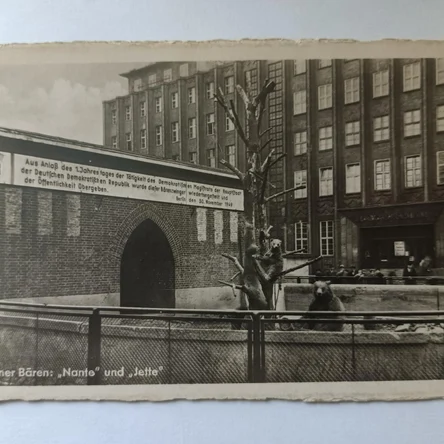 Aus Anlaß des 1. Jahrestages der Tätigkeit des Demokratischen Magistrats der Hauptstadt
der Deutschen Demokratischen Republik wurde dieser Bärenzwinger wiederhergestellt und
der Öffentlichkeit übergeben. Berlin, den 30. November 1949
ner Bären: „Nante" und „Jette"